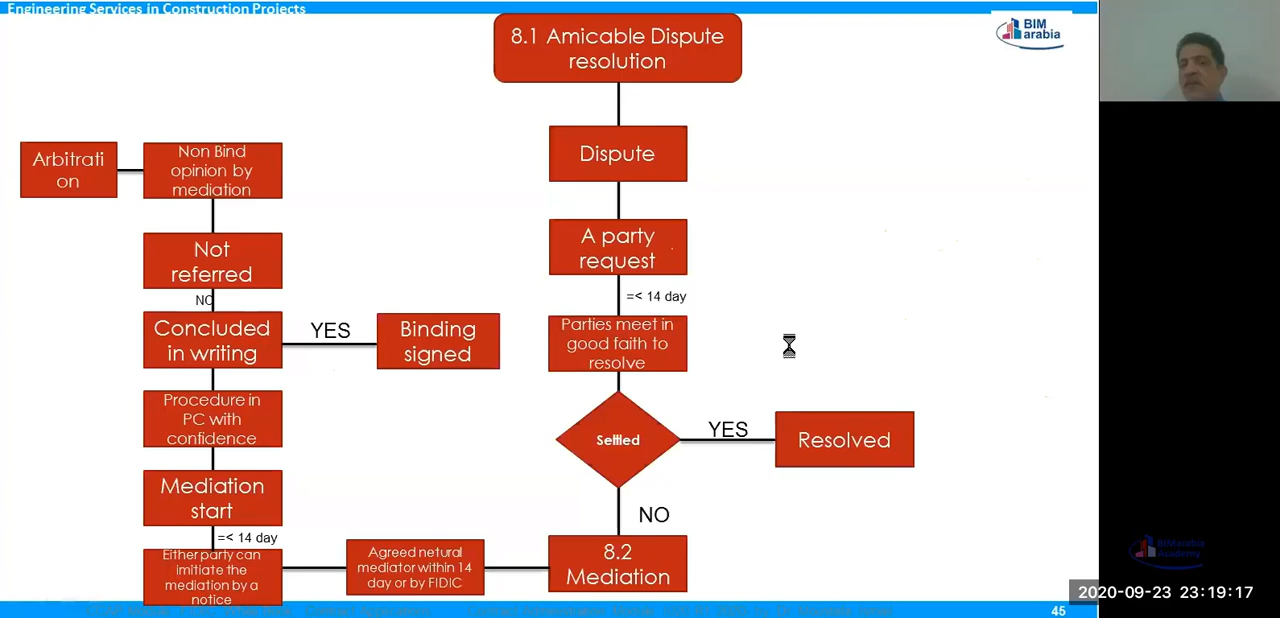 Engineering Services in Construction Projects
BIM
arabia
8.1 Amicable Dispute
resolution
Dispute
A party
request
=< 14 day
Parties meet in
good faith to
resolve
Settled
YES
Resolved
NO
8.2
Mediation
Agreed netural
mediator within 14
day or by FIDIC
Either party can
imitiate the
mediation by a
notice
=< 14 day
Mediation
start
Procedure in
PC with
confidence
Concluded
in writing
YES
Binding
signed
NO
Not
referred
Non Bind
opinion by
mediation
Arbitrati
on
BIMarabia
Academy
2020-09-23 23:19:17
45